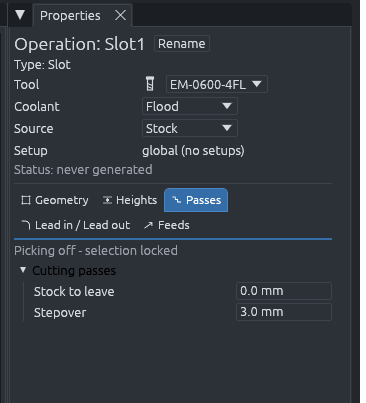 Properties
Operation: Slot1 Rename
Type: Slot
Tool EM-0600-4FL
Coolant Flood
Source Stock
Setup global (no setups)
Status: never generated
Geometry Heights Passes
Lead in / Lead out Feeds
Picking off - selection locked
Cutting passes
Stock to leave 0.0 mm
Stepover 3.0 mm